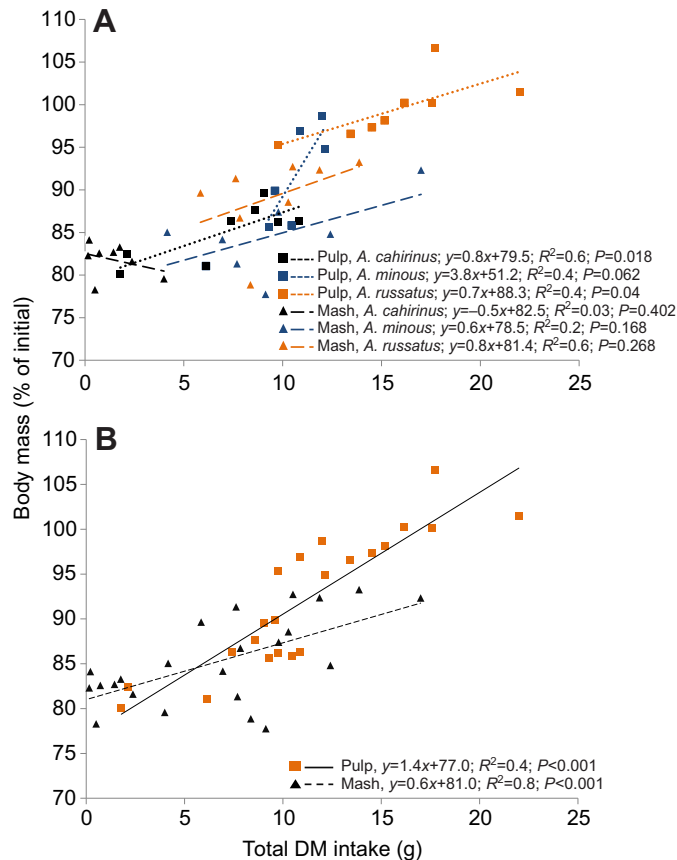 A
110
105
100
95
90
85
80
75
70
Pulp, A. cahirinus; y=0.8x+79.5; R²=0.6; P=0.018
Pulp, A. minous; y=3.8x+51.2; R²=0.4; P=0.062
Pulp, A. russatus; y=0.7x+88.3; R²=0.4; P=0.04
Mash, A. cahirinus; y=–0.5x+82.5; R²=0.03; P=0.402
Mash, A. minous; y=0.6x+78.5; R²=0.2; P=0.168
Mash, A. russatus; y=0.8x+81.4; R²=0.6; P=0.268
0 5 10 15 20 25
Body mass (% of initial)
B
110
105
100
95
90
85
80
75
70
Pulp, y=1.4x+77.0; R²=0.4; P<0.001
Mash, y=0.6x+81.0; R²=0.8; P<0.001
0 5 10 15 20 25
Total DM intake (g)